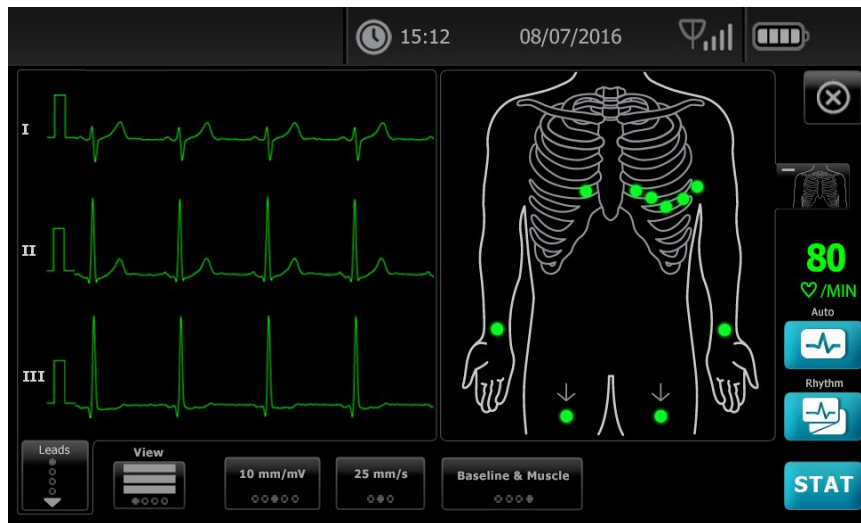 15:12 08/07/2016
I
II
III
80
/MIN
Auto
Rhythm
Leads
View
10 mm/mV
25 mm/s
Baseline & Muscle
STAT